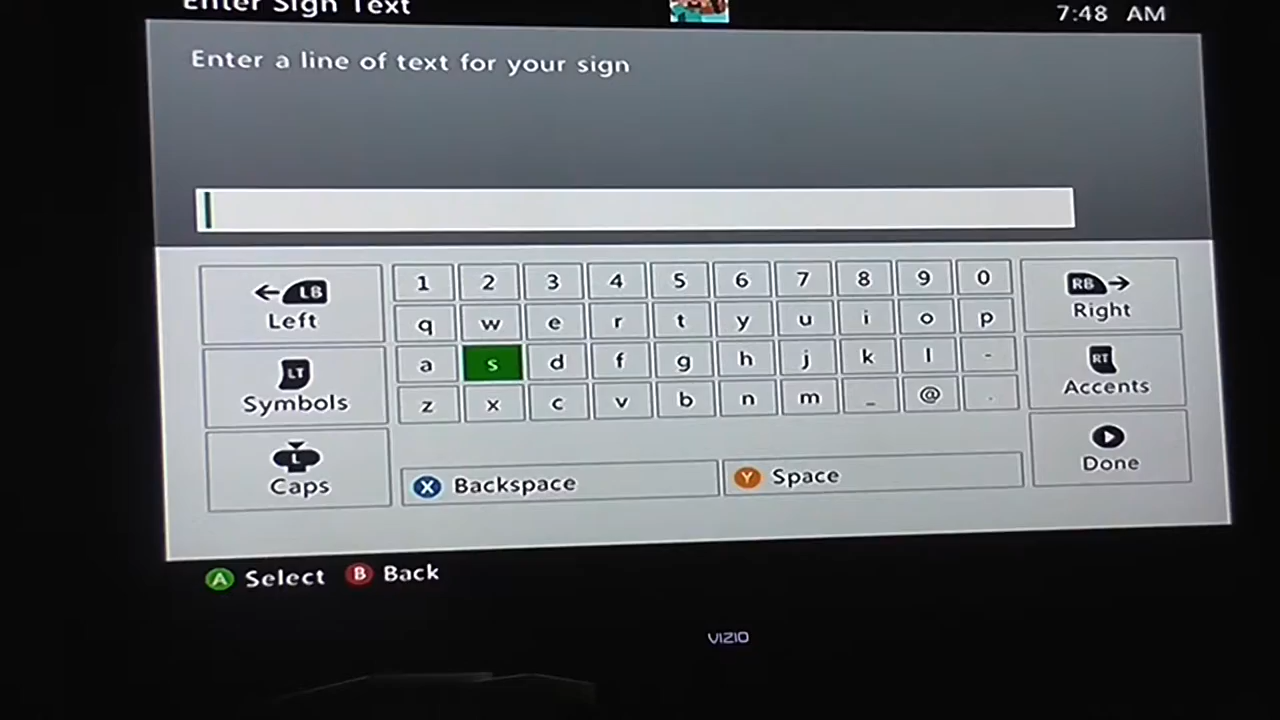 Enter Sign Text
7:48 AM
Enter a line of text for your sign
← LB Left
1 2 3 4 5 6 7 8 9 0
RB → Right
q w e r t y u i o p
LT Symbols
a s d f g h j k l -
RT Accents
z x c v b n m _ @ .
L Caps
X Backspace
Y Space
Done
A Select B Back
VIZIO